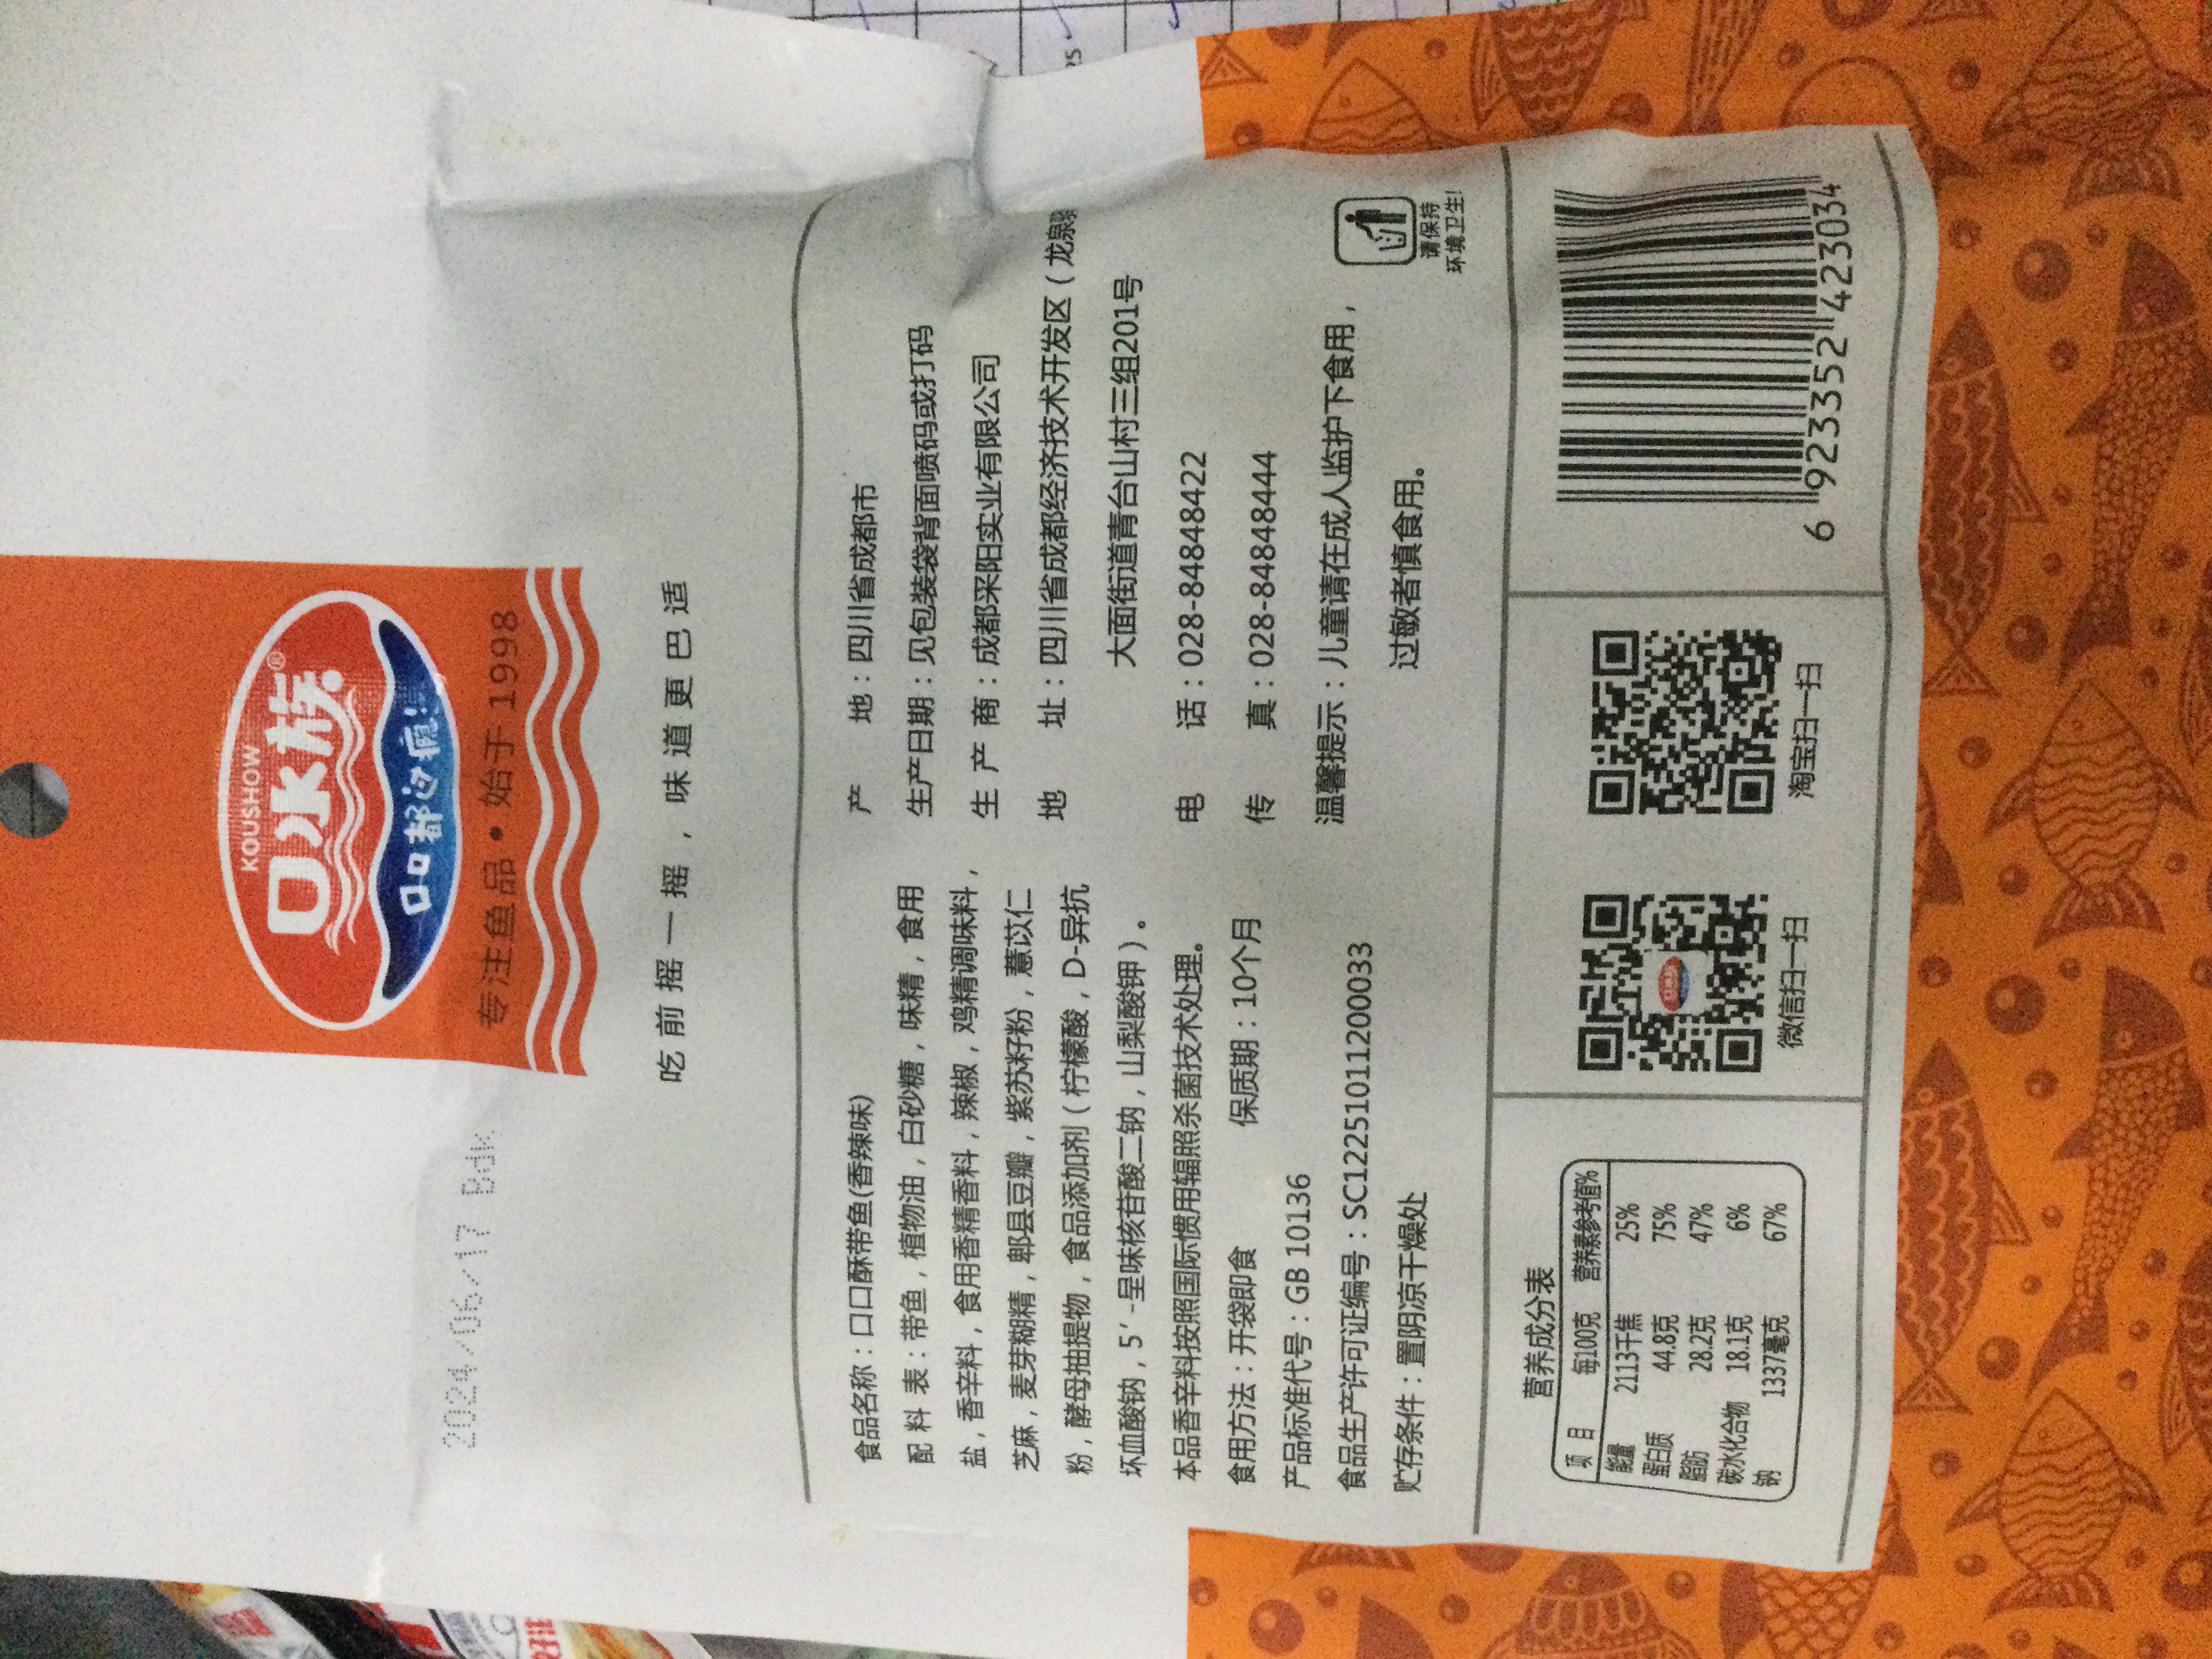 KOUSHOW
口水族®
口口都过瘾!
专注鱼品•始于1998
2024/06/17 Bdk
吃前摇一摇，味道更巴适
食品名称：口口酥带鱼(香辣味)
配 料 表：带鱼，植物油，白砂糖，味精，食用
盐，香辛料，食用香精香料，辣椒，鸡精调味料，
芝麻，麦芽糊精，郫县豆瓣，紫苏籽粉，薏苡仁
粉，酵母抽提物，食品添加剂（柠檬酸，D-异抗
坏血酸钠，5′-呈味核苷酸二钠，山梨酸钾）。
本品香辛料按照国际惯用辐照杀菌技术处理。
食用方法：开袋即食 保质期：10个月
产品标准代号：GB 10136
食品生产许可证编号：SC12251011200033
贮存条件：置阴凉干燥处
产 地：四川省成都市
生产日期：见包装袋背面喷码或打码
生 产 商：成都采阳实业有限公司
地 址：四川省成都经济技术开发区（龙泉驿
大面街道青台山村三组201号
电 话：028-84848422
传 真：028-84848444
温馨提示：儿童请在成人监护下食用，
过敏者慎食用。
请保持
环境卫生!
营养成分表
项 目 每100克 营养素参考值%
能量 2113千焦 25%
蛋白质 44.8克 75%
脂肪 28.2克 47%
碳水化合物 18.1克 6%
钠 1337毫克 67%
微信扫一扫
淘宝扫一扫
6 923352 423034